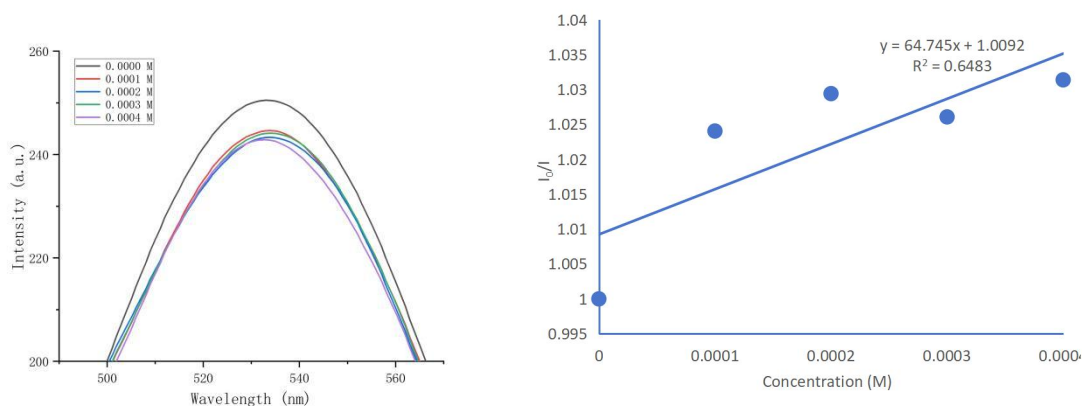 260
240
220
200
Intensity (a.u.)
0.0000 M
0.0001 M
0.0002 M
0.0003 M
0.0004 M
500
520
540
560
Wavelength (nm)
1.04
1.035
1.03
1.025
1.02
1.015
1.01
1.005
1
0.995
I₀/I
y = 64.745x + 1.0092
R² = 0.6483
0
0.0001
0.0002
0.0003
0.0004
Concentration (M)